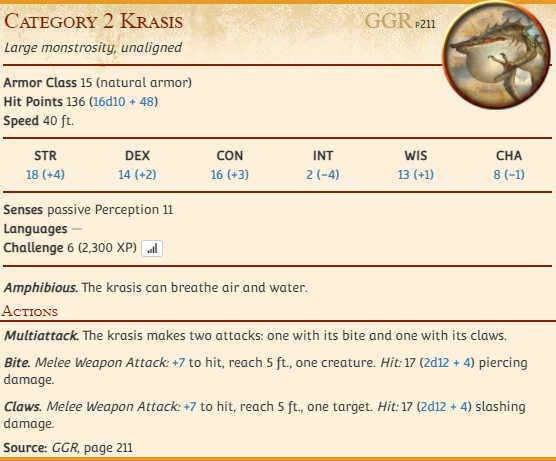 Category 2 Krasis GGR p211
Large monstrosity, unaligned
Armor Class 15 (natural armor)
Hit Points 136 (16d10 + 48)
Speed 40 ft.
STR DEX CON INT WIS CHA
18 (+4) 14 (+2) 16 (+3) 2 (−4) 13 (+1) 8 (−1)
Senses passive Perception 11
Languages —
Challenge 6 (2,300 XP)
Amphibious. The krasis can breathe air and water.
Actions
Multiattack. The krasis makes two attacks: one with its bite and one with its claws.
Bite. Melee Weapon Attack: +7 to hit, reach 5 ft., one creature. Hit: 17 (2d12 + 4) piercing
damage.
Claws. Melee Weapon Attack: +7 to hit, reach 5 ft., one target. Hit: 17 (2d12 + 4) slashing
damage.
Source: GGR, page 211